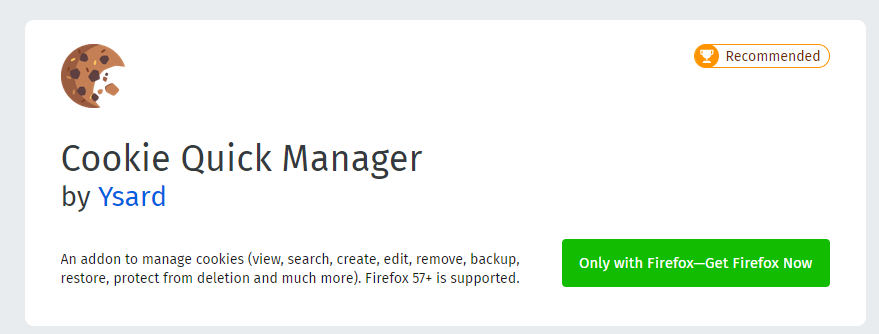 Recommended
Cookie Quick Manager
by Ysard
An addon to manage cookies (view, search, create, edit, remove, backup,
restore, protect from deletion and much more). Firefox 57+ is supported.
Only with Firefox—Get Firefox Now